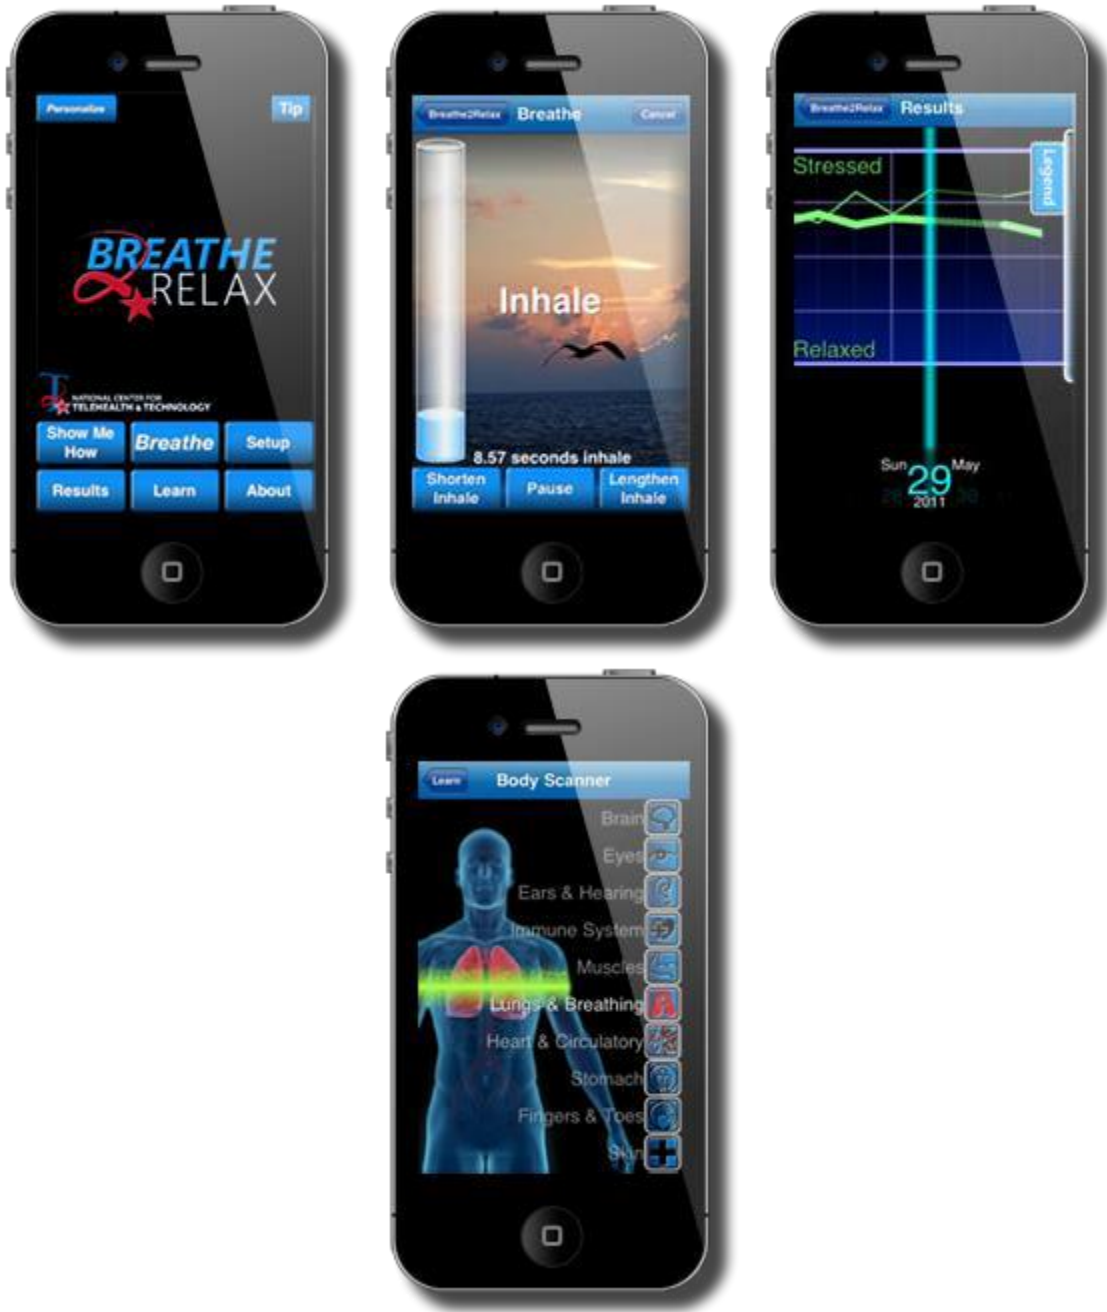 Personalize
Tip
BREATHE
2 RELAX
NATIONAL CENTER FOR
TELEHEALTH & TECHNOLOGY
Show Me
How
Breathe
Setup
Results
Learn
About
Breathe2Relax
Breathe
Cancel
Inhale
8.57 seconds inhale
Shorten
Inhale
Pause
Lengthen
Inhale
Breathe2Relax
Results
Legend
Stressed
Relaxed
Sun
29
May
28
30
2011
Learn
Body Scanner
Brain
Eyes
Ears & Hearing
Immune System
Muscles
Lungs & Breathing
Heart & Circulatory
Stomach
Fingers & Toes
Skin